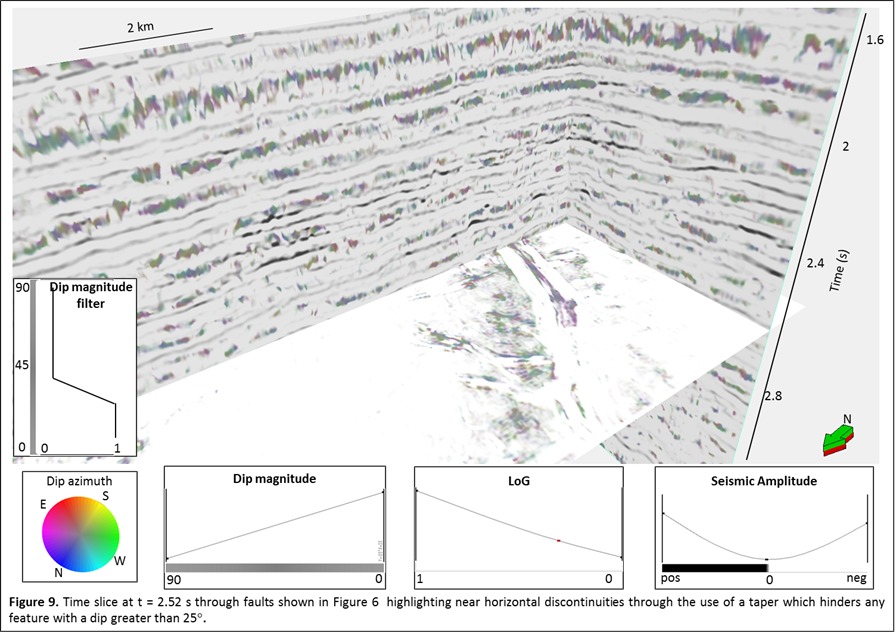 2 km
1.6
2
2.4
Time (s)
2.8
N
90
Dip magnitude
filter
45
0
0
1
Dip azimuth
E
S
N
W
Dip magnitude
90
0
LoG
1
0
Seismic Amplitude
pos
0
neg
Figure 9. Time slice at t = 2.52 s through faults shown in Figure 6 highlighting near horizontal discontinuities through the use of a taper which hinders any
feature with a dip greater than 25°.